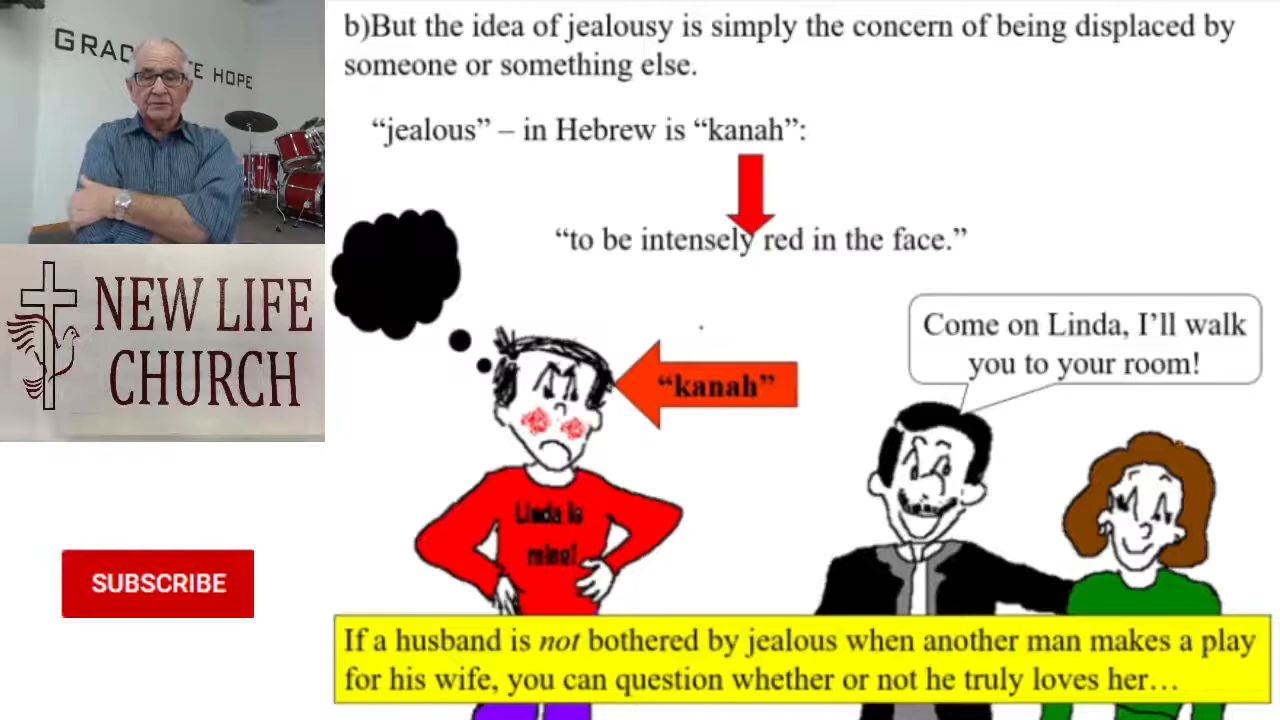 GRAC TE HOPE
NEW LIFE
CHURCH
SUBSCRIBE
b)But the idea of jealousy is simply the concern of being displaced by
someone or something else.
“jealous” – in Hebrew is “kanah”:
“to be intensely red in the face.”
“kanah”
Come on Linda, I’ll walk
you to your room!
Linda is
mine!
If a husband is not bothered by jealous when another man makes a play
for his wife, you can question whether or not he truly loves her…